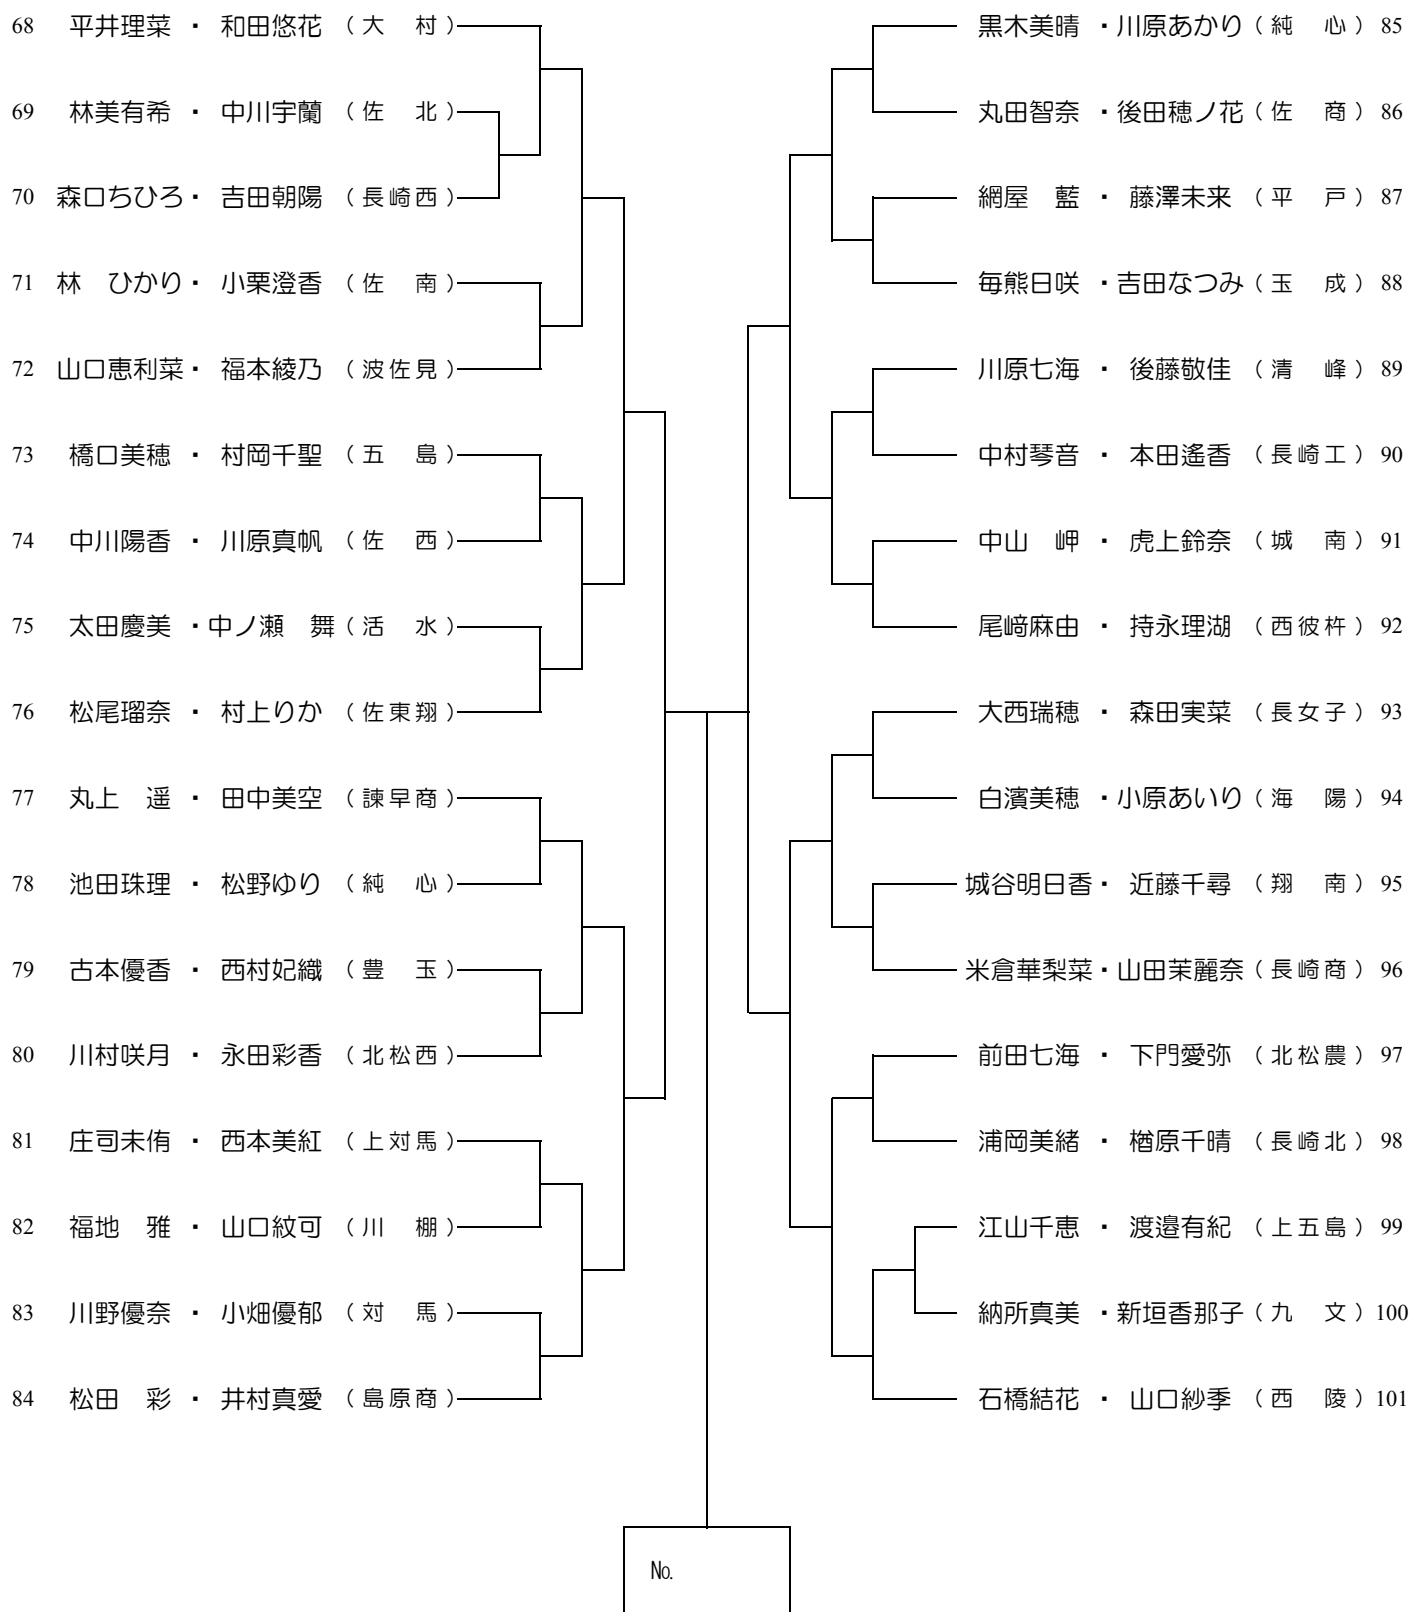 68 平井理菜 ・ 和田悠花 （大　村）
69 林美有希 ・ 中川宇蘭 （佐　北）
70 森口ちひろ・ 吉田朝陽 （長崎西）
71 林　ひかり・ 小栗澄香 （佐　南）
72 山口恵利菜・ 福本綾乃 （波佐見）
73 橋口美穂 ・ 村岡千聖 （五　島）
74 中川陽香 ・ 川原真帆 （佐　西）
75 太田慶美 ・中ノ瀬　舞（活　水）
76 松尾瑠奈 ・ 村上りか （佐東翔）
77 丸上　遥 ・ 田中美空 （諫早商）
78 池田珠理 ・ 松野ゆり （純　心）
79 古本優香 ・ 西村妃織 （豊　玉）
80 川村咲月 ・ 永田彩香 （北松西）
81 庄司未侑 ・ 西本美紅 （上対馬）
82 福地　雅 ・ 山口紋可 （川　棚）
83 川野優奈 ・ 小畑優郁 （対　馬）
84 松田　彩 ・ 井村真愛 （島原商）
黒木美晴 ・川原あかり（純　心） 85
丸田智奈 ・後田穂ノ花（佐　商） 86
網屋　藍 ・ 藤澤未来 （平　戸） 87
毎熊日咲 ・吉田なつみ（玉　成） 88
川原七海 ・ 後藤敬佳 （清　峰） 89
中村琴音 ・ 本田遙香 （長崎工） 90
中山　岬 ・ 虎上鈴奈 （城　南） 91
尾﨑麻由 ・ 持永理湖 （西彼杵） 92
大西瑞穂 ・ 森田実菜 （長女子） 93
白濱美穂 ・小原あいり（海　陽） 94
城谷明日香・ 近藤千尋 （翔　南） 95
米倉華梨菜・山田茉麗奈（長崎商） 96
前田七海 ・ 下門愛弥 （北松農） 97
浦岡美緒 ・ 楢原千晴 （長崎北） 98
江山千恵 ・ 渡邉有紀 （上五島） 99
納所真美 ・新垣香那子（九　文） 100
石橋結花 ・ 山口紗季 （西　陵） 101
№